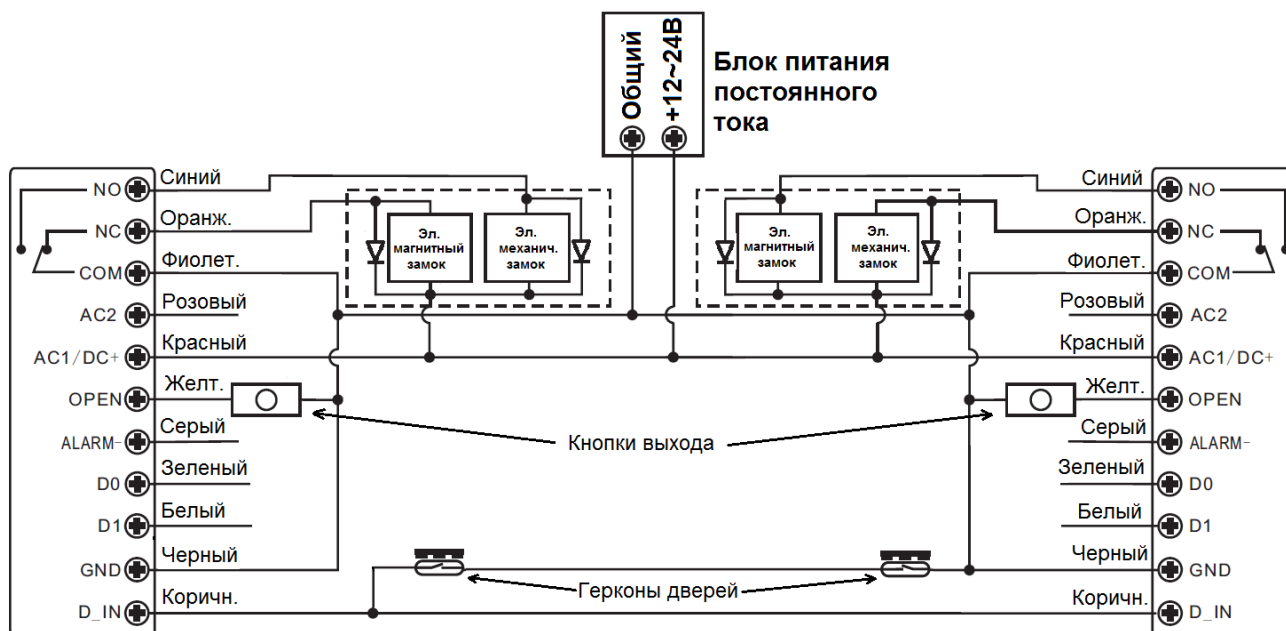 Общий
+12~24В
Блок питания
постоянного
тока
NO
Синий
NC
Оранж.
COM
Фиолет.
AC2
Розовый
AC1/DC+
Красный
OPEN
Желт.
ALARM-
Серый
D0
Зеленый
D1
Белый
GND
Черный
D_IN
Коричн.
Эл.
магнитный
замок
Эл.
механич.
замок
Эл.
магнитный
замок
Эл.
механич.
замок
Кнопки выхода
Герконы дверей
Синий
NO
Оранж.
NC
Фиолет.
COM
Розовый
AC2
Красный
AC1/DC+
Желт.
OPEN
Серый
ALARM-
Зеленый
D0
Белый
D1
Черный
GND
Коричн.
D_IN